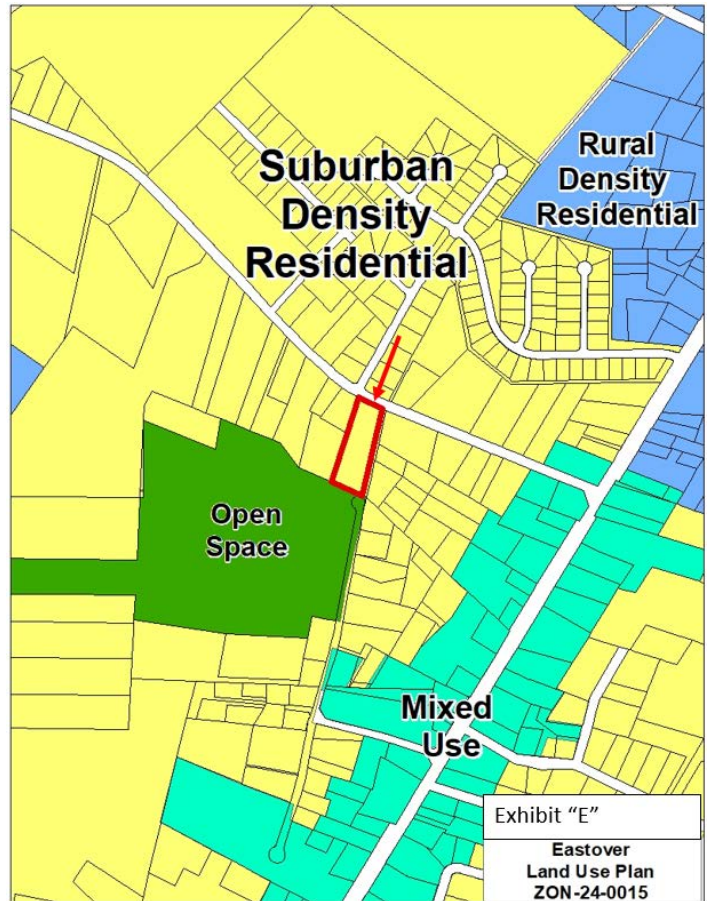 Suburban
Density
Residential
Rural
Density
Residential
Open
Space
Mixed
Use
Exhibit “E”
Eastover
Land Use Plan
ZON-24-0015